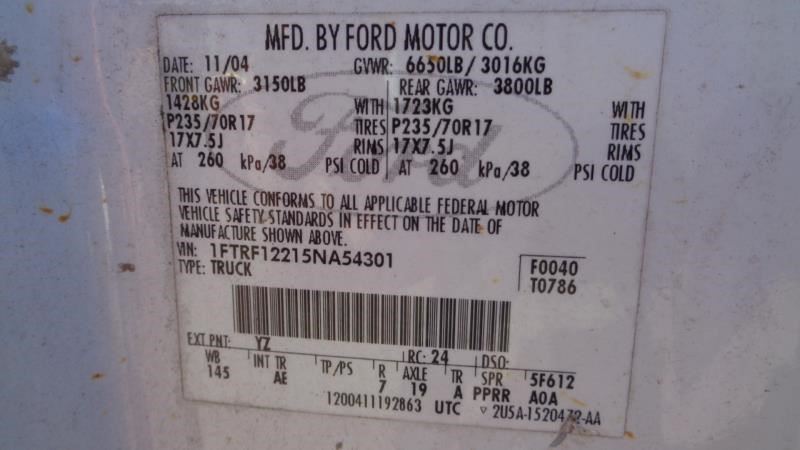 MFD. BY FORD MOTOR CO.
DATE: 11/04 GVWR: 6650LB/ 3016KG
FRONT GAWR: 3150LB REAR GAWR: 3800LB
1428KG WITH 1723KG WITH
P235/70R17 TIRES P235/70R17 TIRES
17X7.5J RIMS 17X7.5J RIMS
AT 260 kPa/38 PSI COLD AT 260 kPa/38 PSI COLD
Ford
THIS VEHICLE CONFORMS TO ALL APPLICABLE FEDERAL MOTOR
VEHICLE SAFETY STANDARDS IN EFFECT ON THE DATE OF
MANUFACTURE SHOWN ABOVE.
VIN: 1FTRF12215NA54301
TYPE: TRUCK
F0040
T0786
EXT PNT: YZ RC: 24 DSO:
WB INT TR TP/PS R AXLE TR SPR 5F612
145 AE 7 19 A PPRR A0A
1200411192863 UTC ▽ 2U5A-1520472-AA